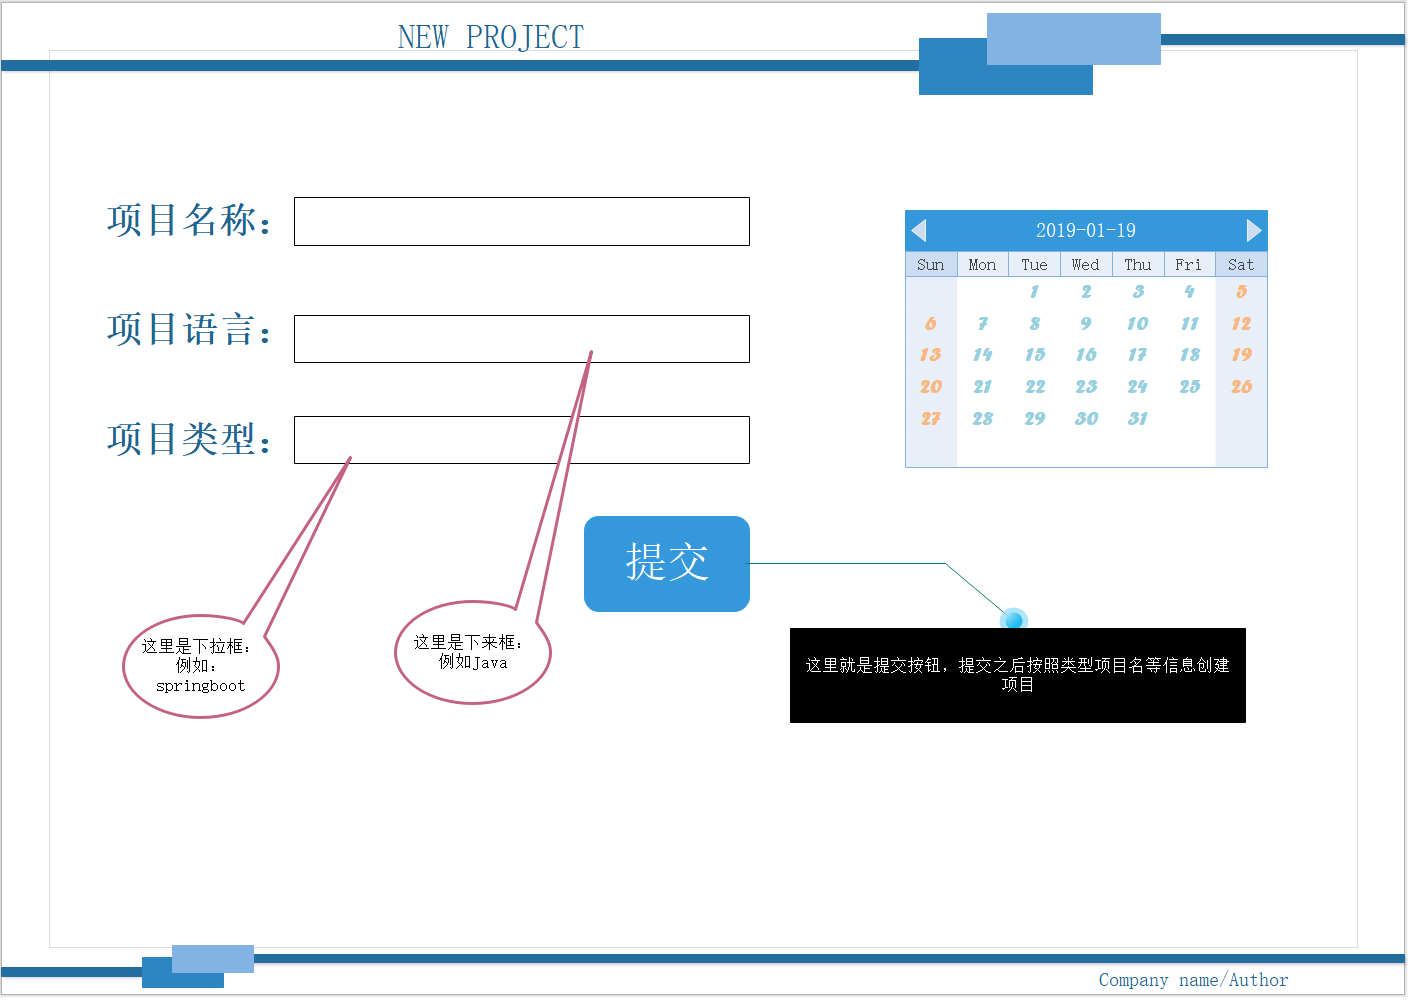 NEW PROJECT
项目名称：
项目语言：
项目类型：
2019-01-19
Sun Mon Tue Wed Thu Fri Sat
1 2 3 4 5
6 7 8 9 10 11 12
13 14 15 16 17 18 19
20 21 22 23 24 25 26
27 28 29 30 31
提交
这里是下拉框：
例如：
springboot
这里是下来框：
例如Java
这里就是提交按钮，提交之后按照类型项目名等信息创建
项目
Company name/Author